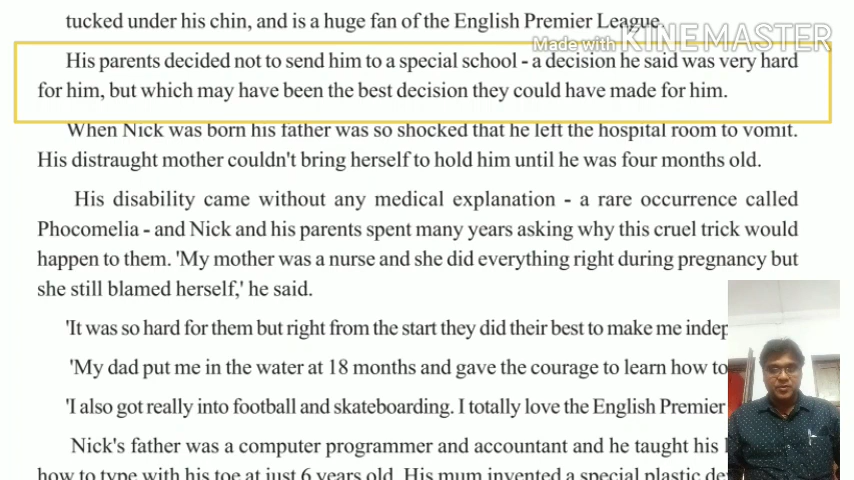 tucked under his chin, and is a huge fan of the English Premier League.
Made with KINEMASTER
His parents decided not to send him to a special school - a decision he said was very hard
for him, but which may have been the best decision they could have made for him.
When Nick was born his father was so shocked that he left the hospital room to vomit.
His distraught mother couldn't bring herself to hold him until he was four months old.
His disability came without any medical explanation - a rare occurrence called
Phocomelia - and Nick and his parents spent many years asking why this cruel trick would
happen to them. 'My mother was a nurse and she did everything right during pregnancy but
she still blamed herself,' he said.
'It was so hard for them but right from the start they did their best to make me indep
'My dad put me in the water at 18 months and gave the courage to learn how to
'I also got really into football and skateboarding. I totally love the English Premier
Nick's father was a computer programmer and accountant and he taught his
how to type with his toe at just 6 years old. His mum invented a special plastic de